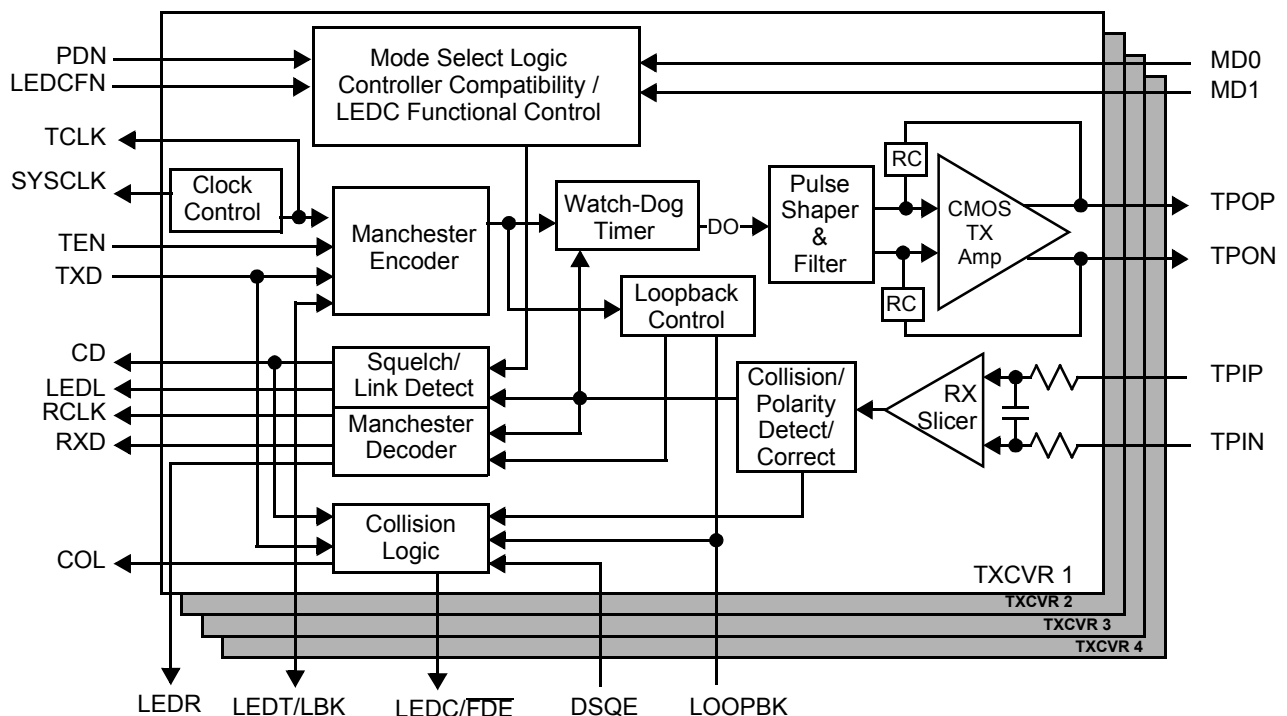 PDN
LEDCFN
TCLK
SYSCLK
TEN
TXD
CD
LEDL
RCLK
RXD
COL
Mode Select Logic
Controller Compatibility /
LEDC Functional Control
MD0
MD1
Clock
Control
Manchester
Encoder
Watch-Dog
Timer
DO
Pulse
Shaper
&
Filter
RC
CMOS
TX
Amp
RC
TPOP
TPON
Loopback
Control
Squelch/
Link Detect
Manchester
Decoder
Collision/
Polarity
Detect/
Correct
RX
Slicer
TPIP
TPIN
Collision
Logic
TXCVR 1
TXCVR 2
TXCVR 3
TXCVR 4
LEDR
LEDT/LBK
LEDC/FDE
DSQE
LOOPBK